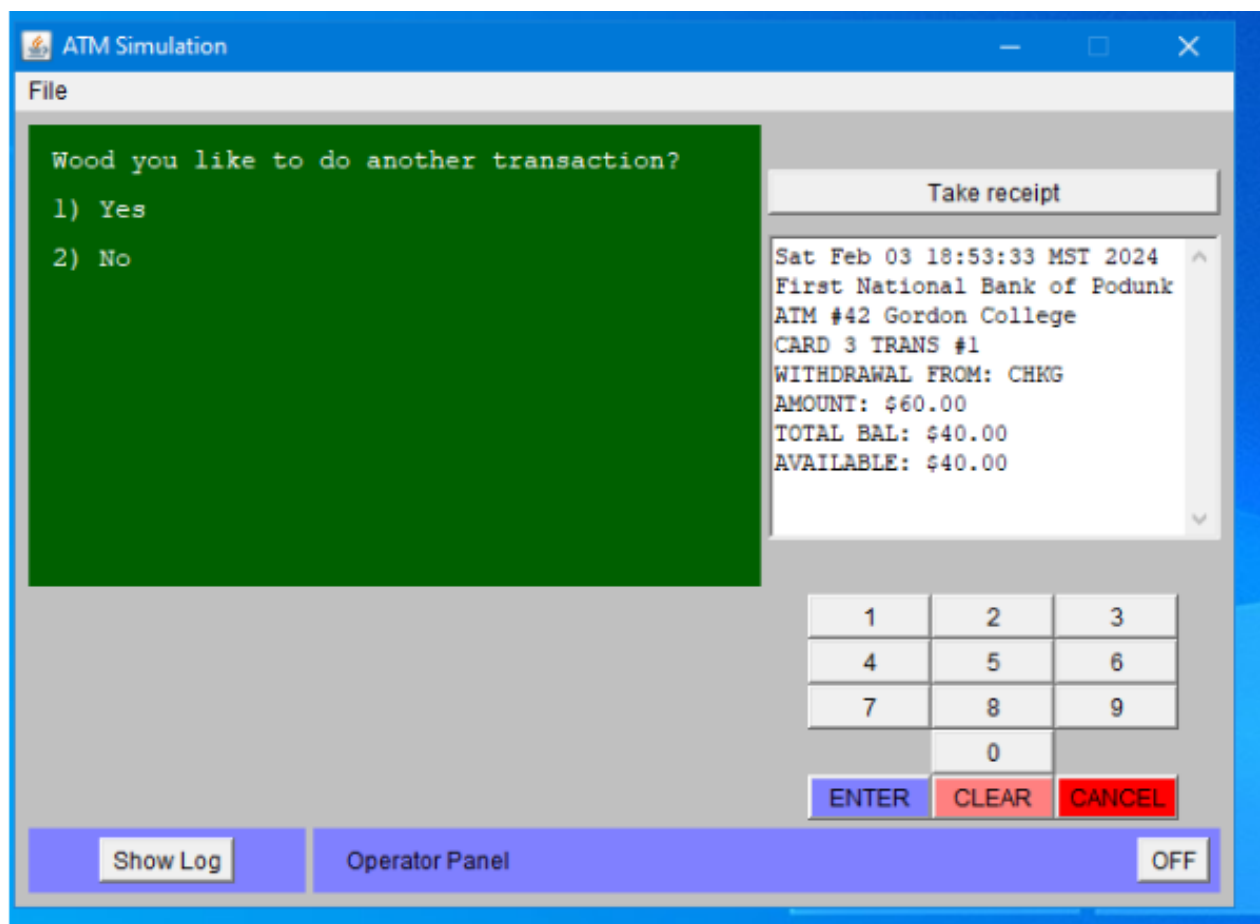 ATM Simulation
File
Wood you like to do another transaction?
1) Yes
2) No
Take receipt
Sat Feb 03 18:53:33 MST 2024
First National Bank of Podunk
ATM #42 Gordon College
CARD 3 TRANS #1
WITHDRAWAL FROM: CHKG
AMOUNT: $60.00
TOTAL BAL: $40.00
AVAILABLE: $40.00
1 2 3
4 5 6
7 8 9
0
ENTER CLEAR CANCEL
Show Log Operator Panel OFF